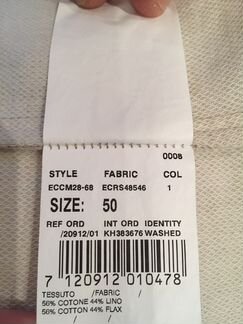 0008
STYLE FABRIC COL
ECCM28-68 ECRS48546 1
SIZE: 50
REF ORD INT ORD IDENTITY
/20912/01 KH383676 WASHED
7 120912 010478
TESSUTO /FABRIC /
56% COTONE 44% LINO
56% COTTON 44% FLAX